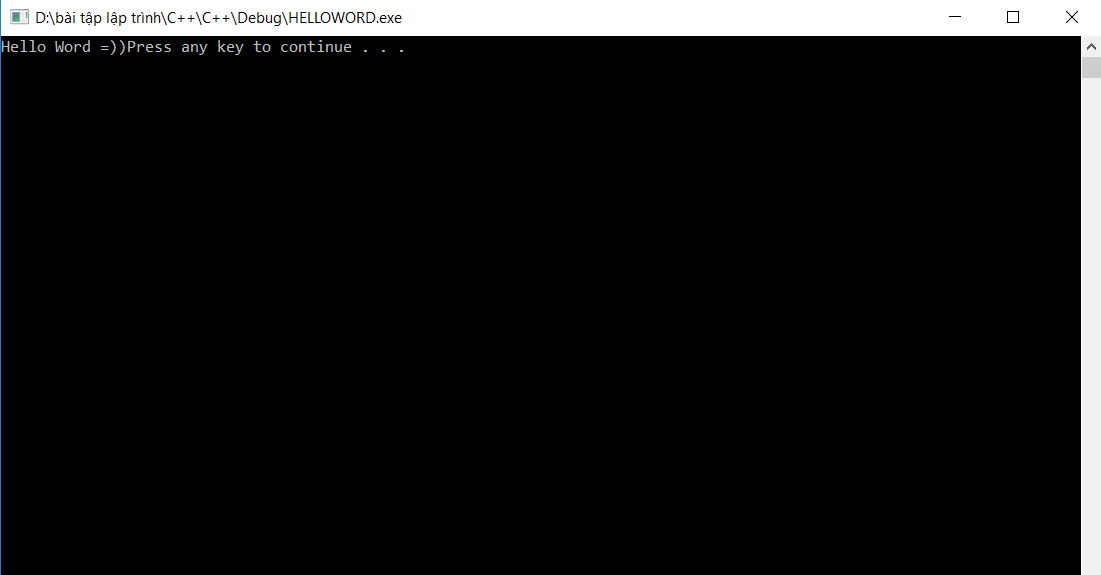 D:\bài tập lập trình\C++\C++\Debug\HELLOWORD.exe
Hello Word =))Press any key to continue . . .